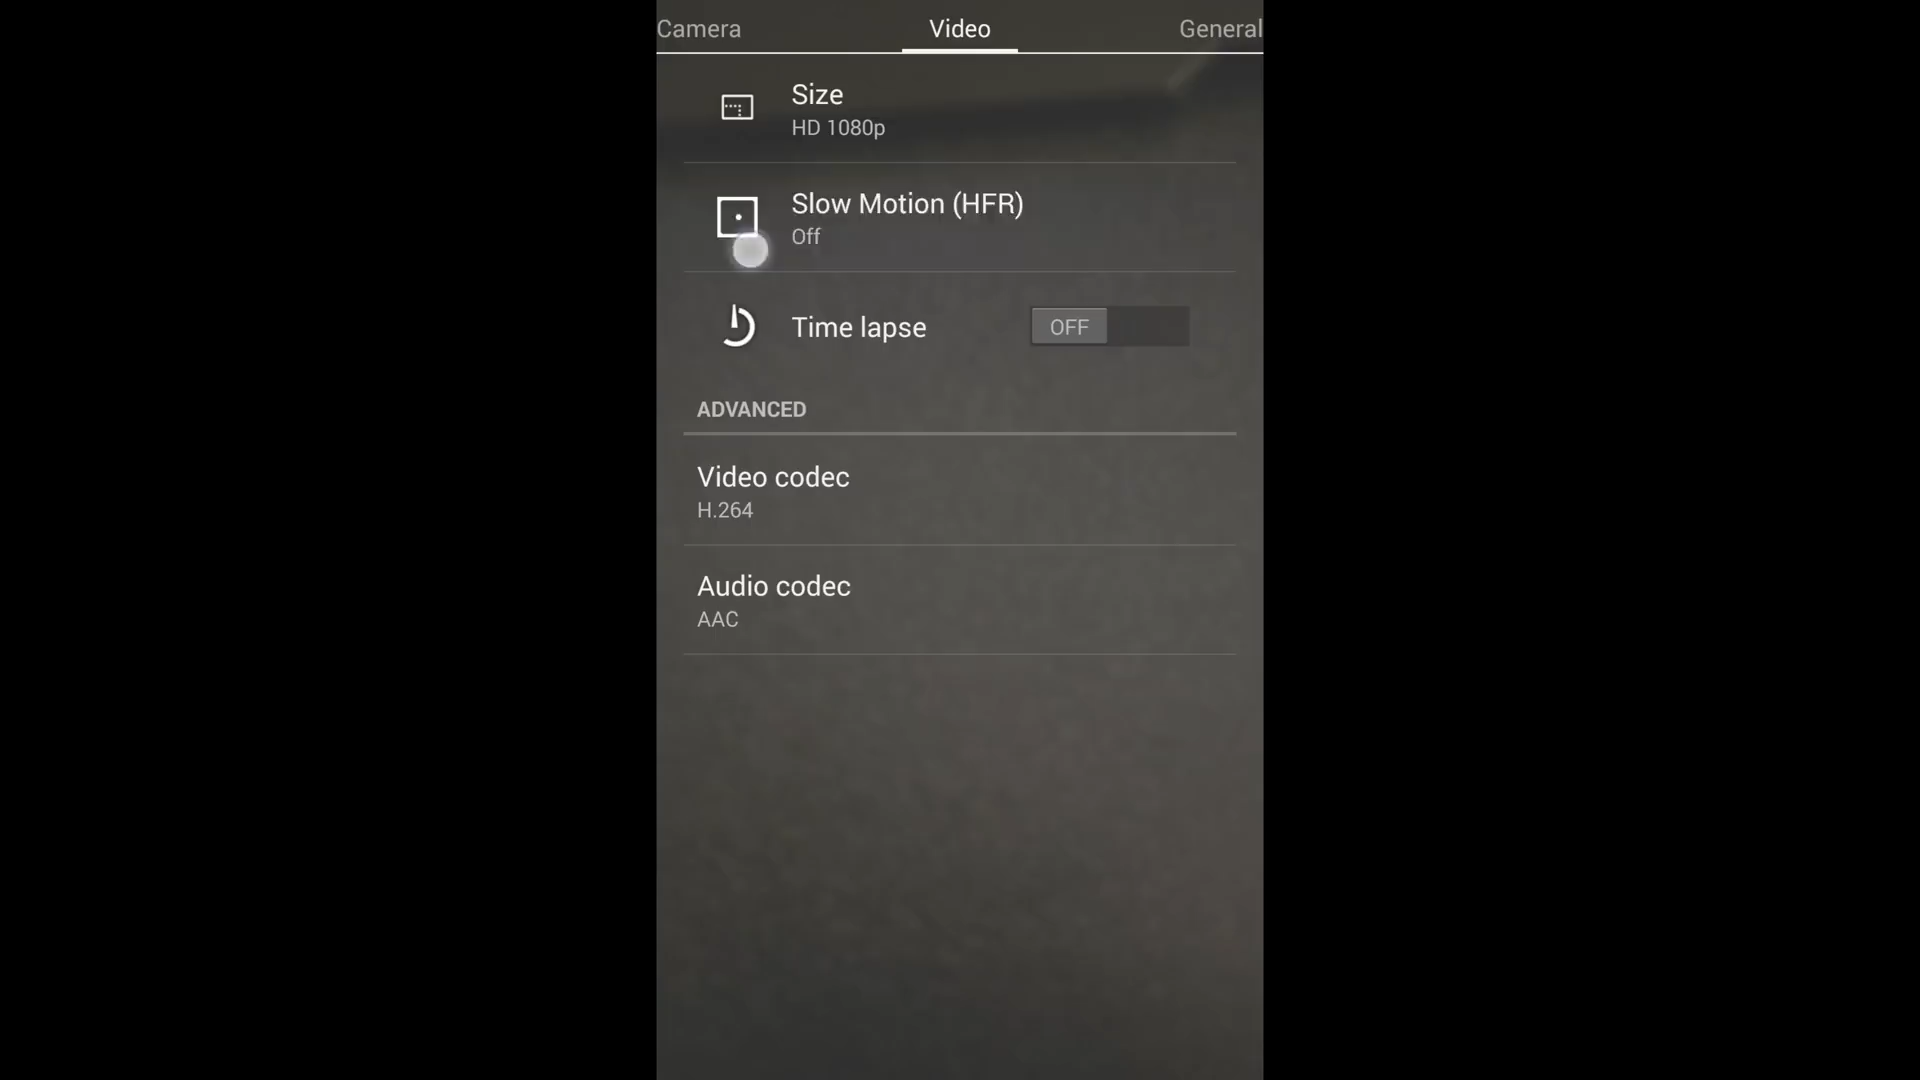 Camera Video General
Size
HD 1080p
Slow Motion (HFR)
Off
Time lapse OFF
ADVANCED
Video codec
H.264
Audio codec
AAC